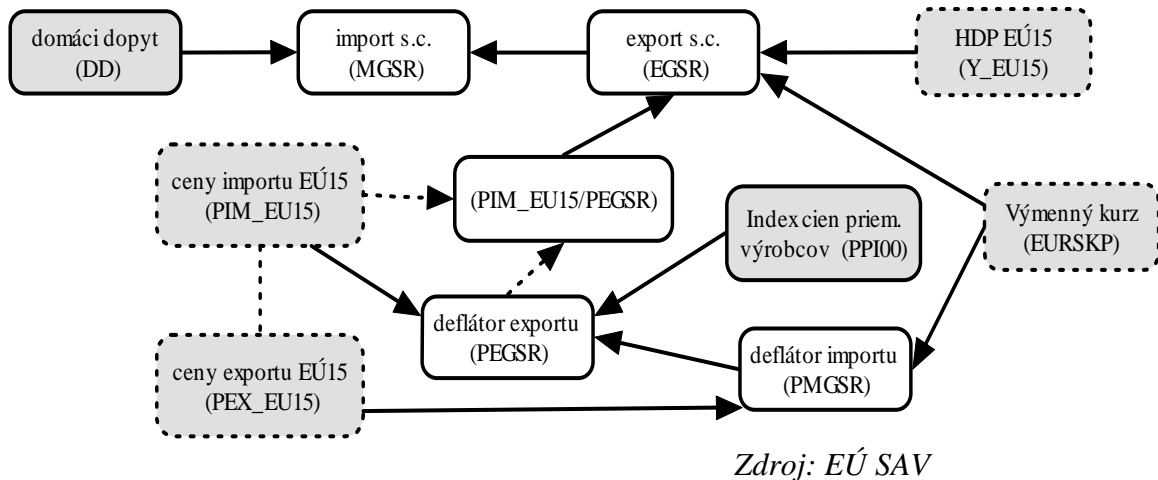 domáci dopyt
(DD)
import s.c.
(MGSR)
export s.c.
(EGSR)
HDP EÚ15
(Y_EU15)
ceny importu EÚ15
(PIM_EU15)
(PIM_EU15/PEGSR)
Index cien priem.
výrobcov (PPI00)
Výmenný kurz
(EURSKP)
deflátor exportu
(PEGSR)
ceny exportu EÚ15
(PEX_EU15)
deflátor importu
(PMGSR)
Zdroj: EÚ SAV